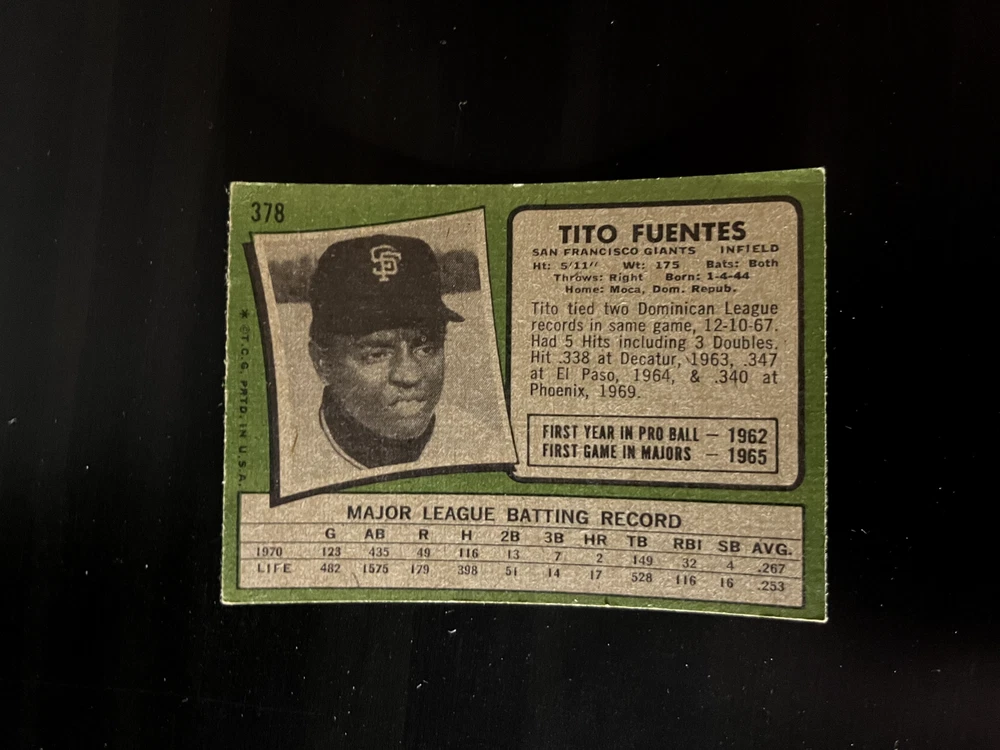 378
TITO FUENTES
SAN FRANCISCO GIANTS INFIELD
Ht: 5'11" Wt: 175 Bats: Both
Throws: Right Born: 1-4-44
Home: Moca, Dom. Repub.
Tito tied two Dominican League
records in same game, 12-10-67.
Had 5 Hits including 3 Doubles.
Hit .338 at Decatur, 1963, .347
at El Paso, 1964, & .340 at
Phoenix, 1969.
FIRST YEAR IN PRO BALL — 1962
FIRST GAME IN MAJORS — 1965
* © T.C.G. PRTD. IN U.S.A.
SF
MAJOR LEAGUE BATTING RECORD
G AB R H 2B 3B HR TB RBI SB AVG.
1970 123 435 49 116 13 7 2 149 32 4 .267
LIFE 482 1575 179 398 51 14 17 528 116 16 .253